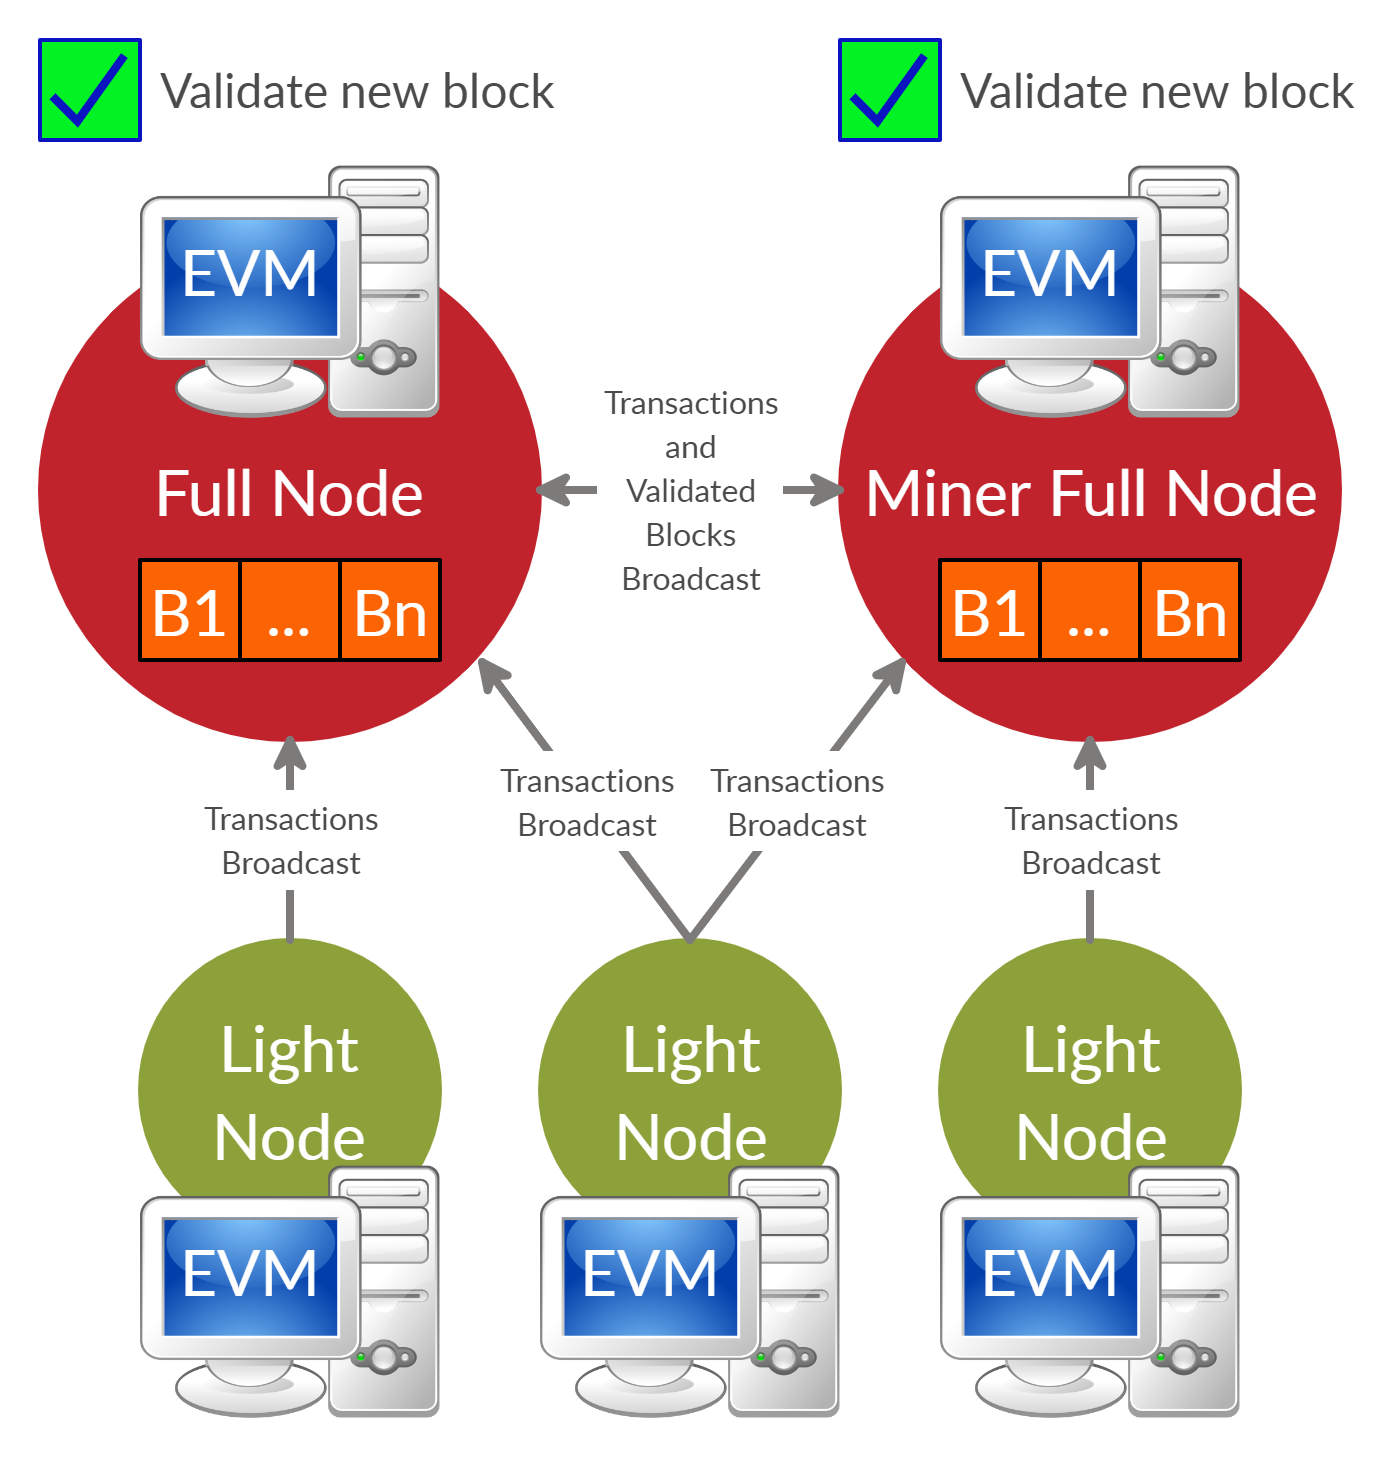 Validate new block
Validate new block
EVM
EVM
Full Node
Transactions
and
Validated
Blocks
Broadcast
Miner Full Node
B1 ... Bn
B1 ... Bn
Transactions
Broadcast
Transactions
Broadcast
Transactions
Broadcast
Transactions
Broadcast
Light
Node
Light
Node
Light
Node
EVM
EVM
EVM